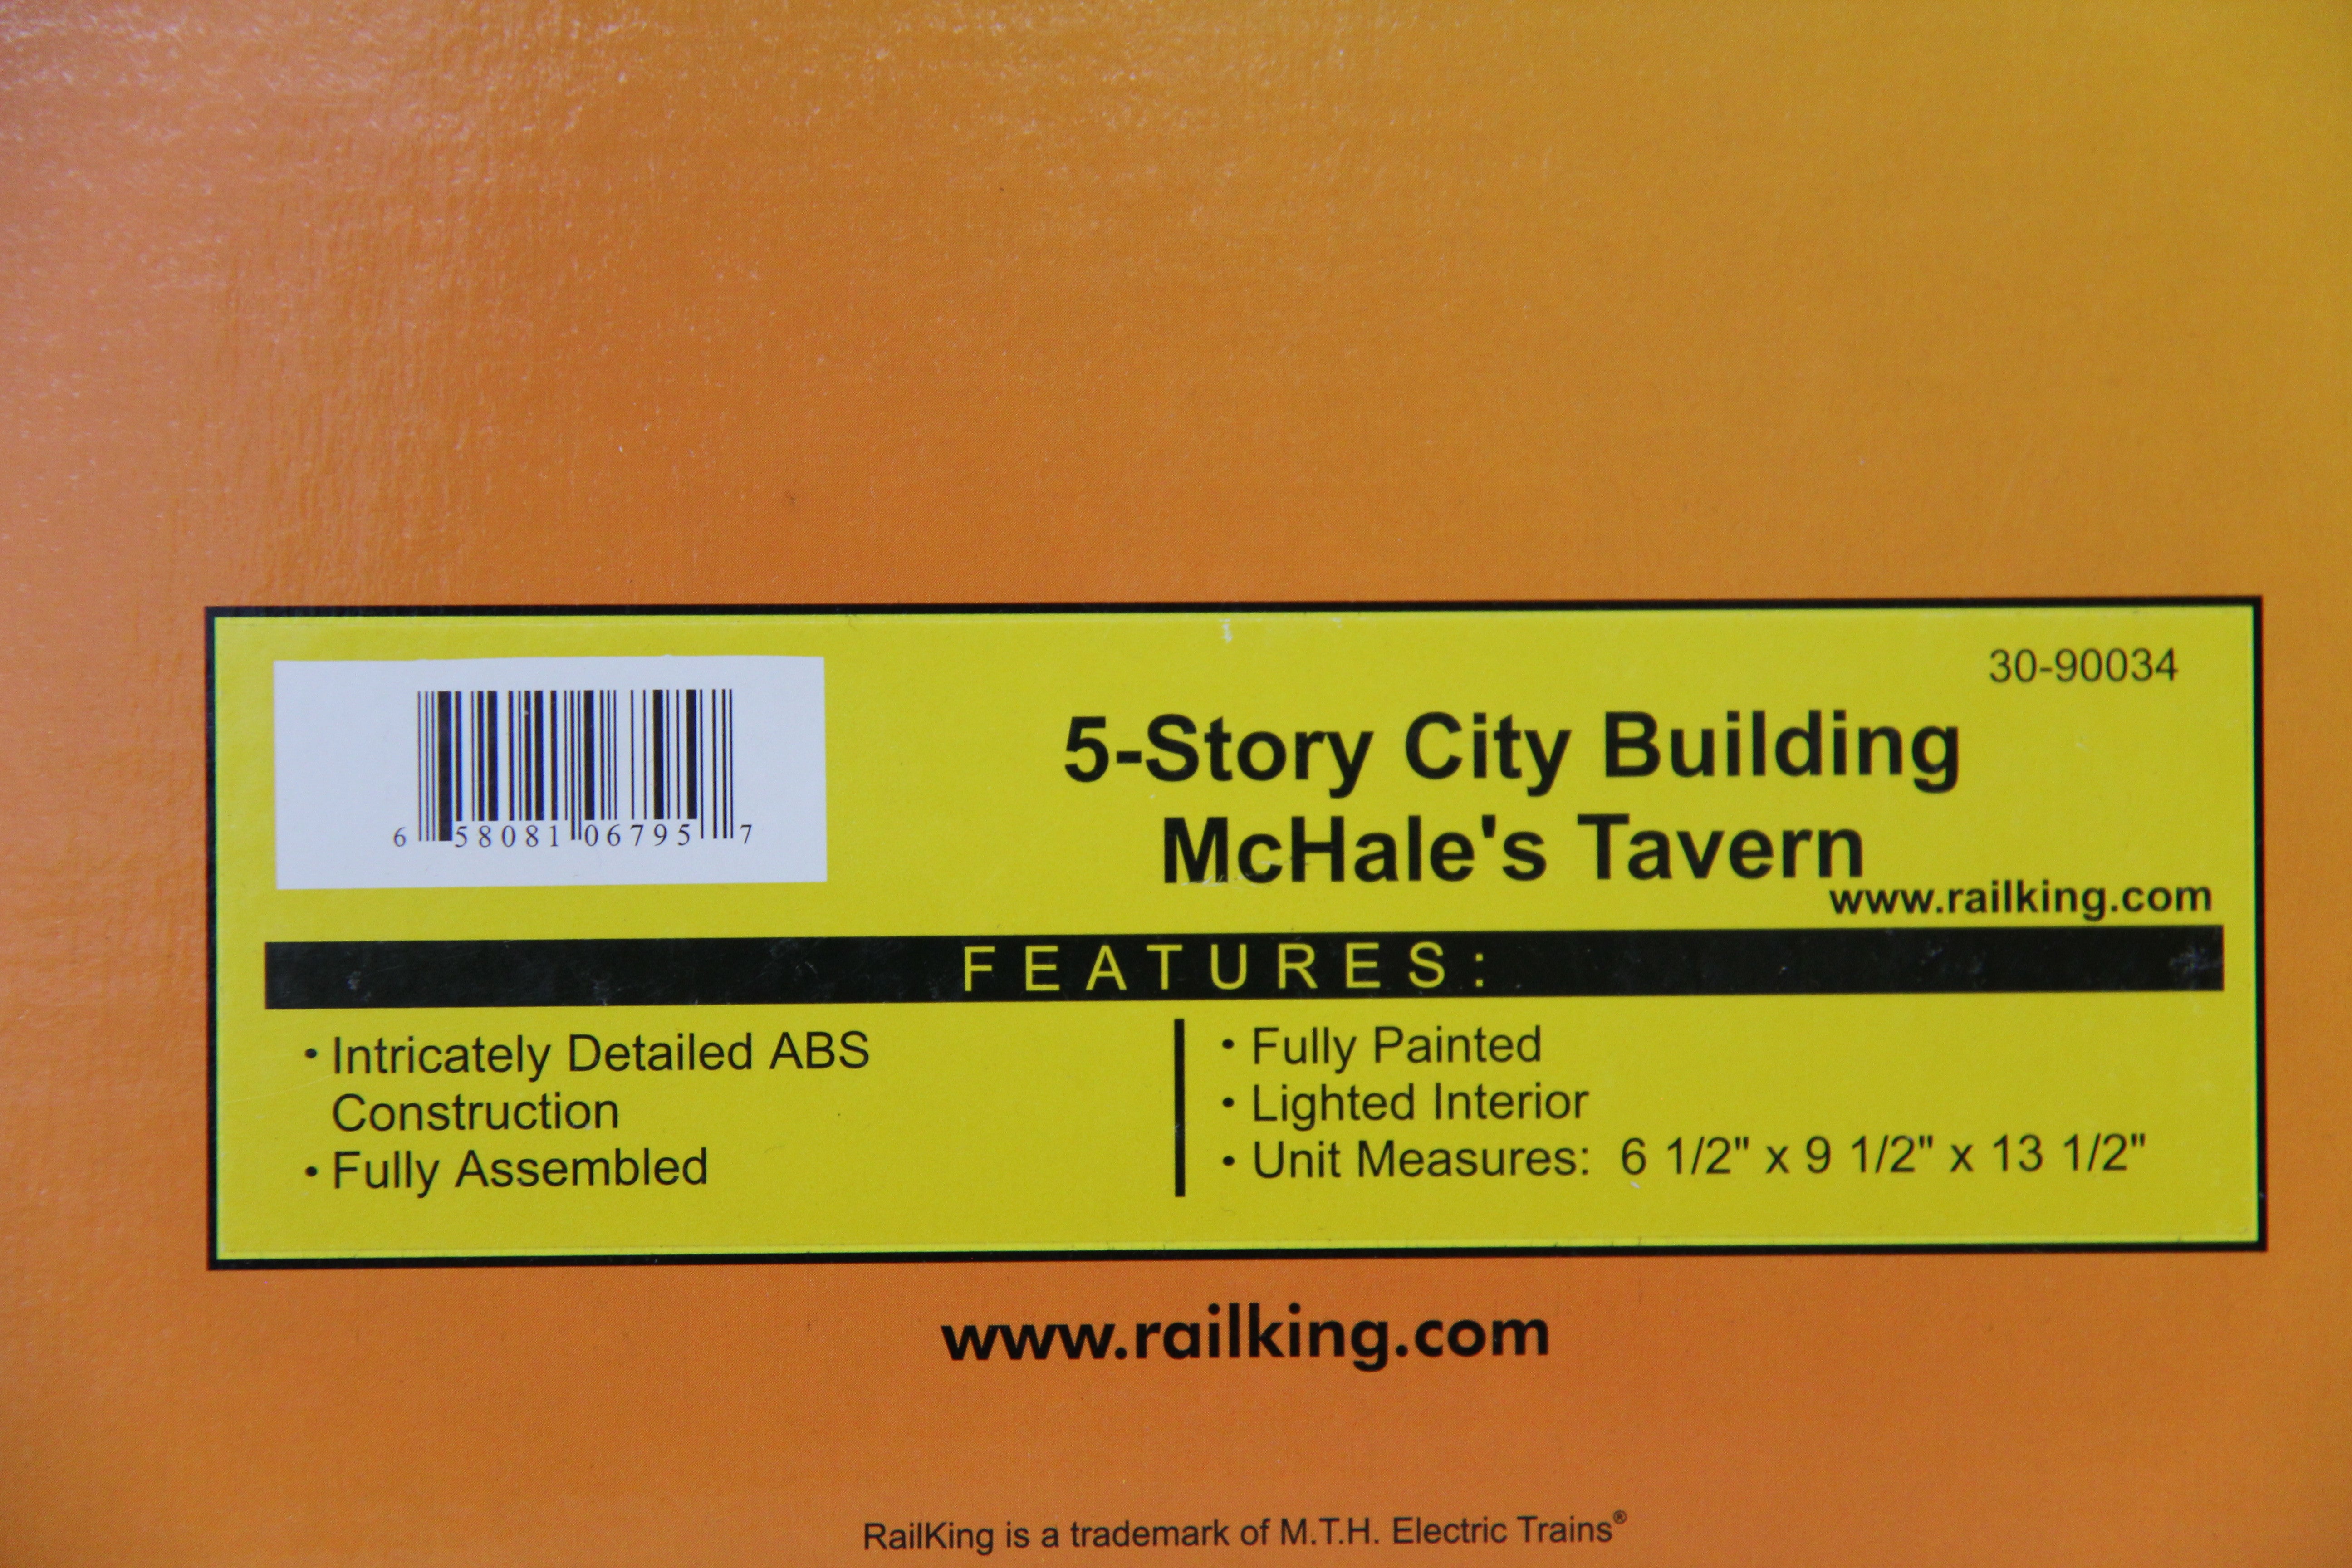 30-90034
5-Story City Building
McHale's Tavern
www.railking.com
6 58081 06795 7
FEATURES:
• Intricately Detailed ABS
Construction
• Fully Assembled
• Fully Painted
• Lighted Interior
• Unit Measures: 6 1/2" x 9 1/2" x 13 1/2"
www.railking.com
RailKing is a trademark of M.T.H. Electric Trains®